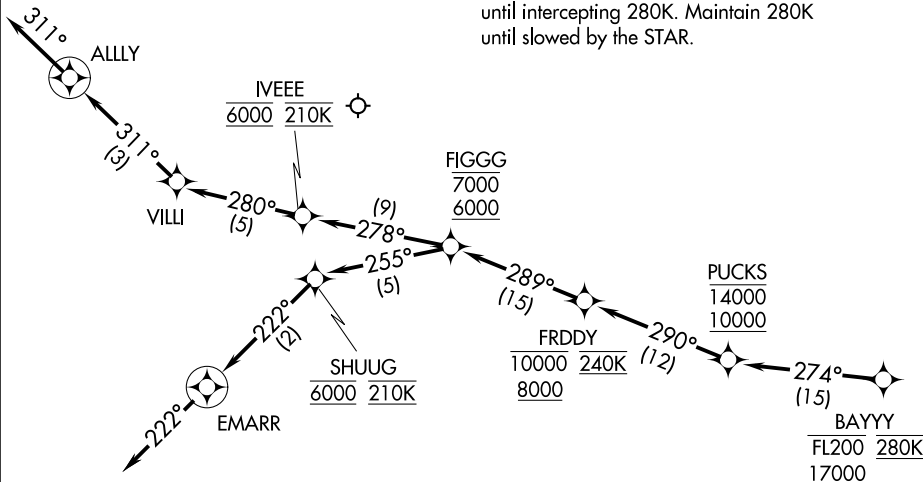 until intercepting 280K. Maintain 280K
until slowed by the STAR.
311°
ALLLY
IVEEE
6000 210K
311°
(3)
FIGGG
7000
6000
VILLI
280°
(5)
(9)
278°
255°
(5)
289°
(15)
PUCKS
14000
10000
222°
(2)
SHUUG
6000 210K
FRDDY
10000 240K
8000
290°
(12)
274°
(15)
EMARR
222°
BAYYY
FL200 280K
17000